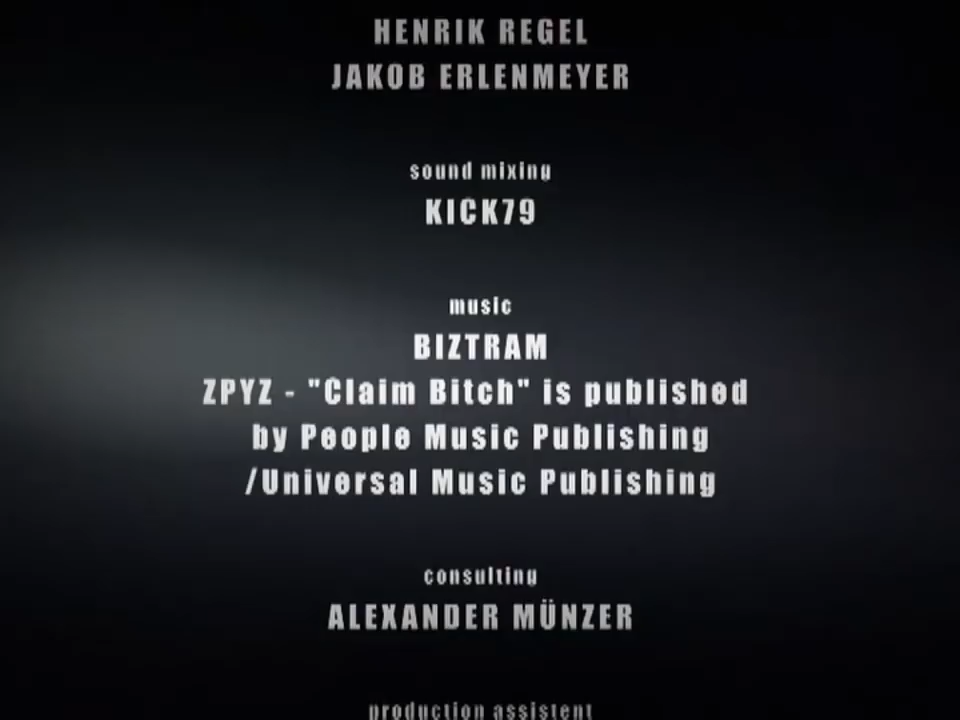 HENRIK REGEL
JAKOB ERLENMEYER
sound mixing
KICK79
music
BIZTRAM
ZPYZ - "Claim Bitch" is published
by People Music Publishing
/Universal Music Publishing
consulting
ALEXANDER MÜNZER
production assistent